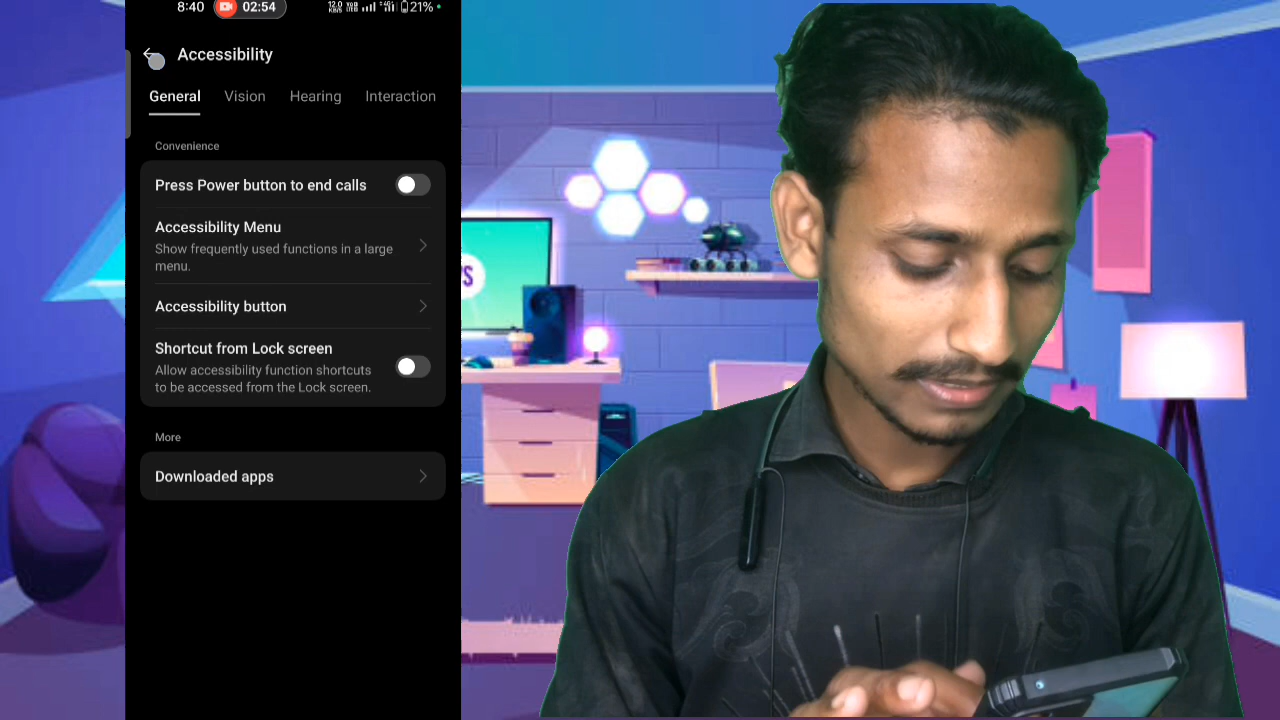 8:40 02:54 21%
Accessibility
General Vision Hearing Interaction
Convenience
Press Power button to end calls
Accessibility Menu
Show frequently used functions in a large
menu.
Accessibility button
Shortcut from Lock screen
Allow accessibility function shortcuts
to be accessed from the Lock screen.
More
Downloaded apps